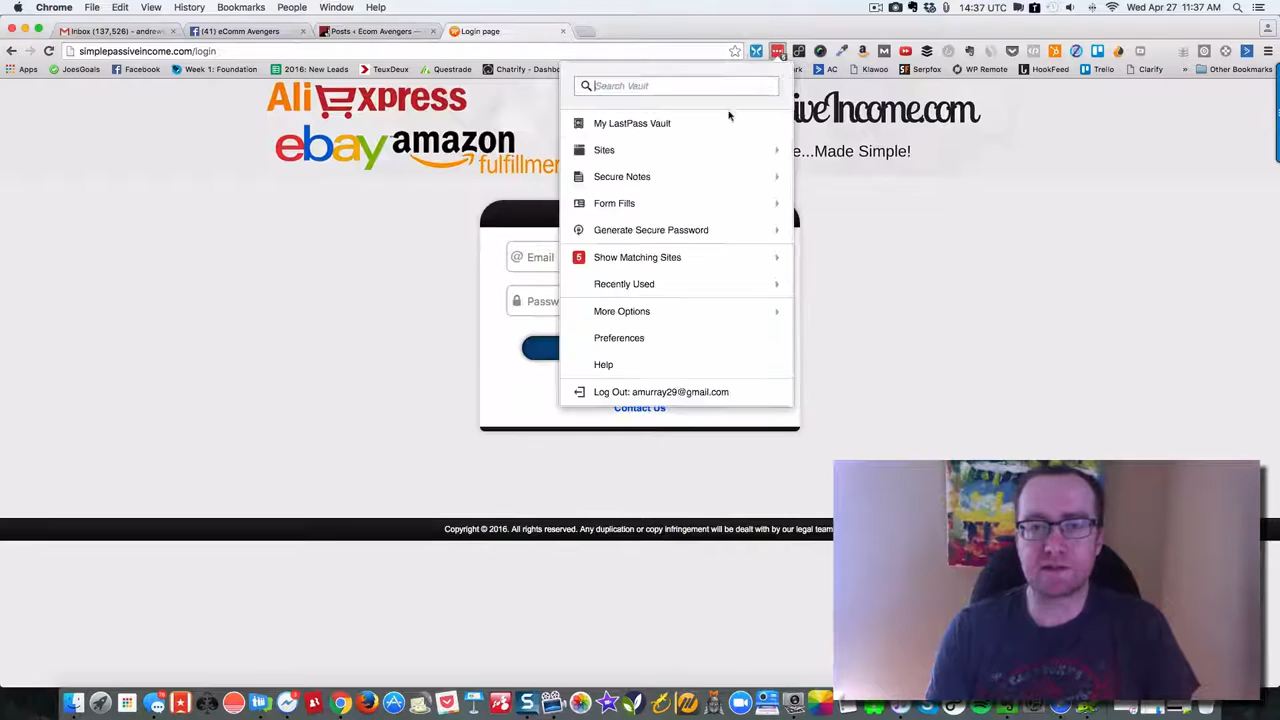 Chrome File Edit View History Bookmarks People Window Help
14:37 UTC Wed Apr 27 11:37 AM
Inbox (137,526) - andrew
(41) eComm Avengers
Posts ‹ Ecom Avengers —
Login page
simplepassiveincome.com/login
Apps JoesGoals Facebook Week 1: Foundation 2016: New Leads TeuxDeux Questrade Chatrify - Dashbo
AC Klawoo Serpfox WP Remote HookFeed Trello Clarify » Other Bookmarks
AliExpress
ebay amazon
fulfillme
iveIncome.com
e...Made Simple!
Search Vault
My LastPass Vault
Sites
Secure Notes
Form Fills
Generate Secure Password
5 Show Matching Sites
Recently Used
More Options
Preferences
Help
Log Out: amurray29@gmail.com
@ Email
Passw
Contact Us
Copyright © 2016. All rights reserved. Any duplication or copy infringement will be dealt with by our legal team